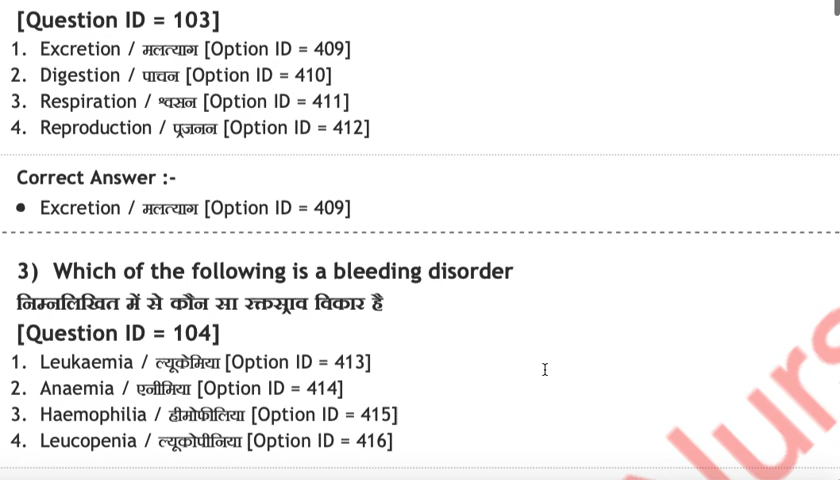 [Question ID = 103]
1. Excretion / मलत्याग [Option ID = 409]
2. Digestion / पाचन [Option ID = 410]
3. Respiration / श्वसन [Option ID = 411]
4. Reproduction / प्रजनन [Option ID = 412]
Correct Answer :-
• Excretion / मलत्याग [Option ID = 409]
3) Which of the following is a bleeding disorder
निम्नलिखित में से कौन सा रक्तस्राव विकार है
[Question ID = 104]
1. Leukaemia / ल्यूकेमिया [Option ID = 413]
2. Anaemia / एनीमिया [Option ID = 414]
3. Haemophilia / हीमोफीलिया [Option ID = 415]
4. Leucopenia / ल्यूकोपीनिया [Option ID = 416]
Nurs